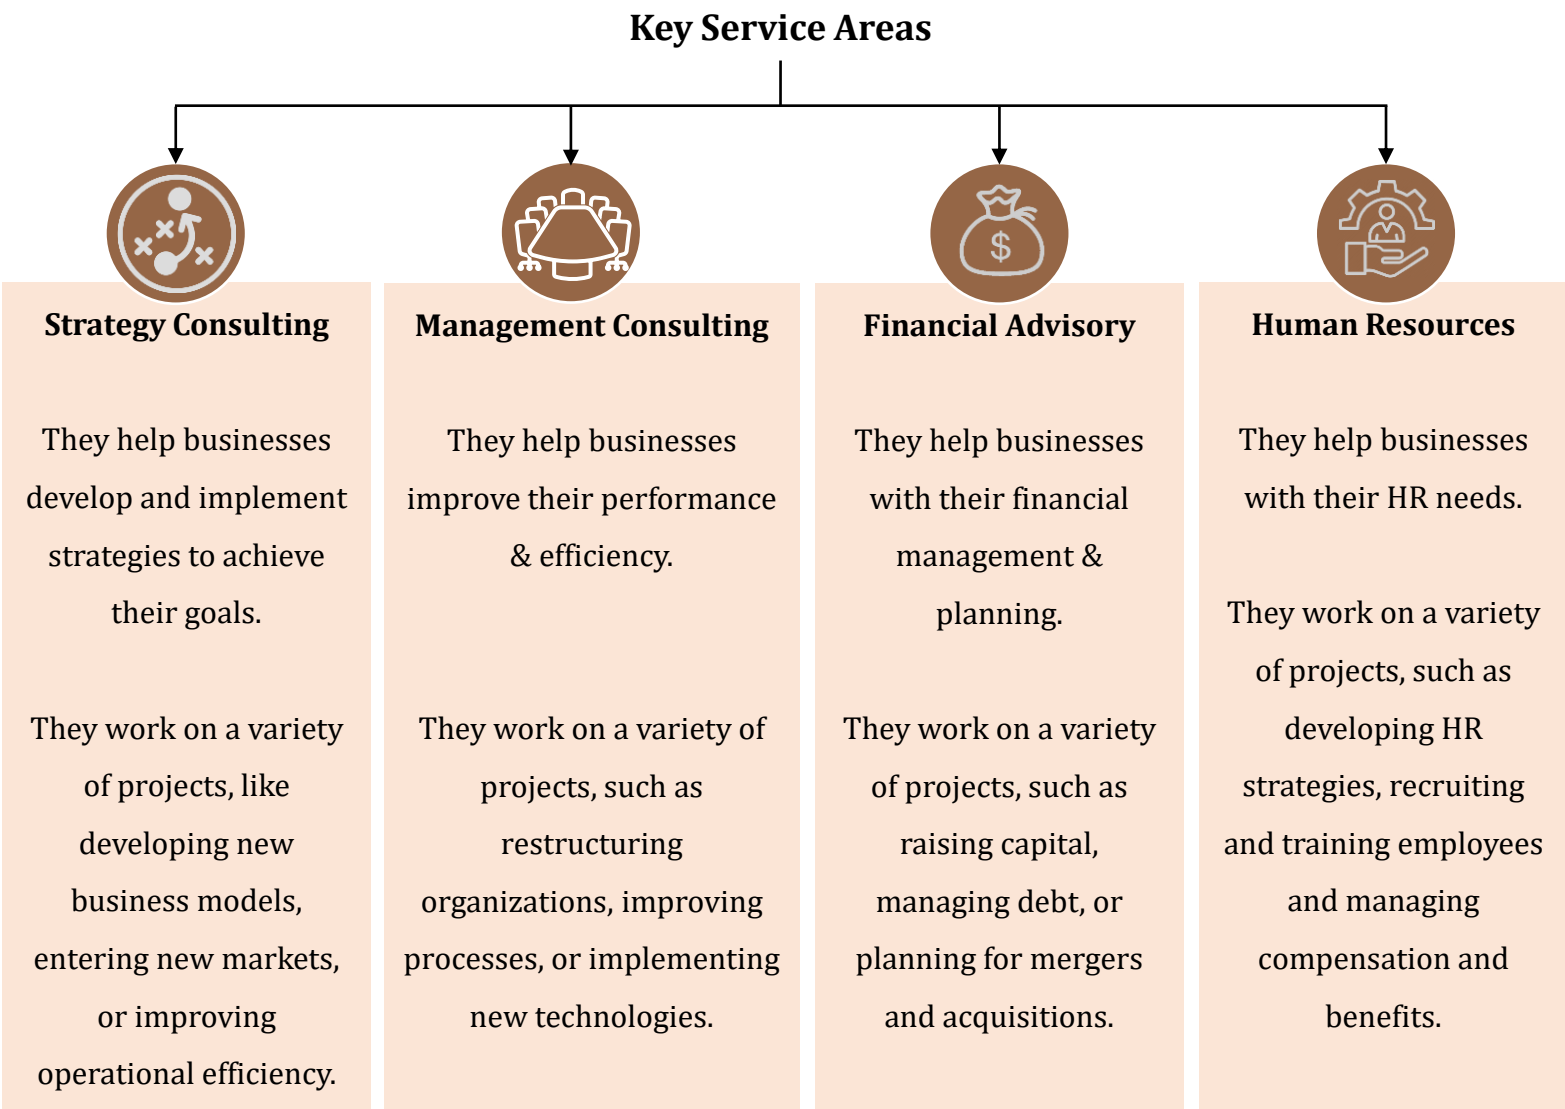 Key Service Areas
$
Strategy Consulting
They help businesses
develop and implement
strategies to achieve
their goals.
They work on a variety
of projects, like
developing new
business models,
entering new markets,
or improving
operational efficiency.
Management Consulting
They help businesses
improve their performance
& efficiency.
They work on a variety of
projects, such as
restructuring
organizations, improving
processes, or implementing
new technologies.
Financial Advisory
They help businesses
with their financial
management &
planning.
They work on a variety
of projects, such as
raising capital,
managing debt, or
planning for mergers
and acquisitions.
Human Resources
They help businesses
with their HR needs.
They work on a variety
of projects, such as
developing HR
strategies, recruiting
and training employees
and managing
compensation and
benefits.